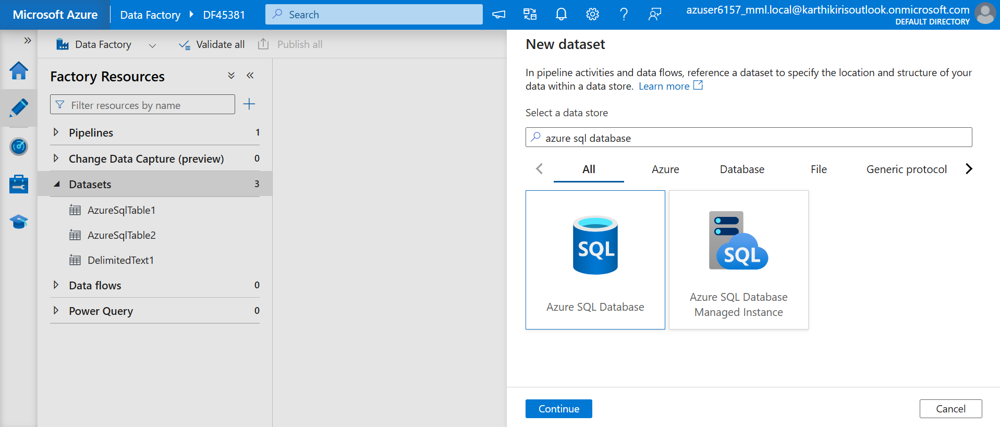 Microsoft Azure
Data Factory
DF45381
Search
azuser6157_mml.local@karthikirisoutlook.onmicrosoft.com
DEFAULT DIRECTORY
Data Factory
Validate all
Publish all
Factory Resources
Filter resources by name
Pipelines 1
Change Data Capture (preview) 0
Datasets 3
AzureSqlTable1
AzureSqlTable2
DelimitedText1
Data flows 0
Power Query 0
New dataset
In pipeline activities and data flows, reference a dataset to specify the location and structure of your
data within a data store. Learn more
Select a data store
azure sql database
All Azure Database File Generic protocol
SQL
Azure SQL Database
SQL
Azure SQL Database
Managed Instance
Continue
Cancel